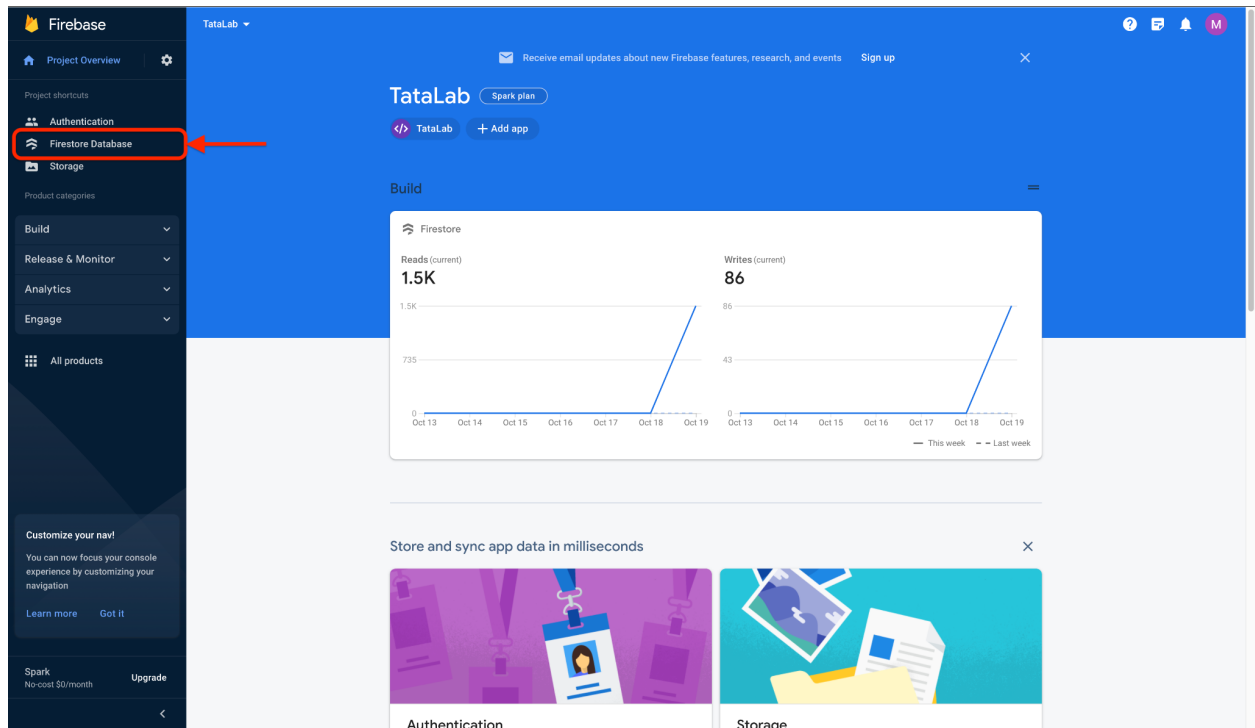 Firebase
Project Overview
Project shortcuts
Authentication
Firestore Database
Storage
Product categories
Build
Release & Monitor
Analytics
Engage
All products
Customize your nav!
You can now focus your console
experience by customizing your
navigation
Learn more Got it
Spark
No-cost $0/month
Upgrade
TataLab
M
Receive email updates about new Firebase features, research, and events Sign up
TataLab Spark plan
TataLab + Add app
Build
Firestore
Reads (current)
1.5K
1.5K
735
0
Oct 13 Oct 14 Oct 15 Oct 16 Oct 17 Oct 18 Oct 19
Writes (current)
86
86
43
0
Oct 13 Oct 14 Oct 15 Oct 16 Oct 17 Oct 18 Oct 19
This week Last week
Store and sync app data in milliseconds
Authentication
Storage